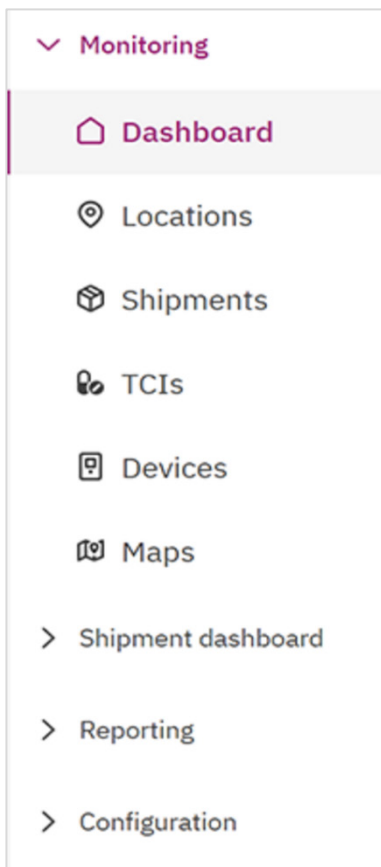 Monitoring
Dashboard
Locations
Shipments
TCIs
Devices
Maps
Shipment dashboard
Reporting
Configuration